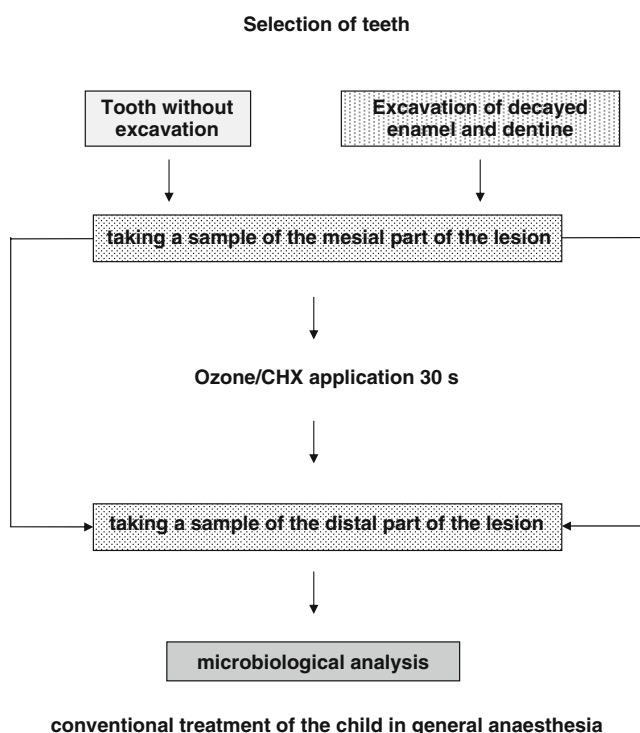 Selection of teeth
Tooth without
excavation
Excavation of decayed
enamel and dentine
taking a sample of the mesial part of the lesion
Ozone/CHX application 30 s
taking a sample of the distal part of the lesion
microbiological analysis
conventional treatment of the child in general anaesthesia